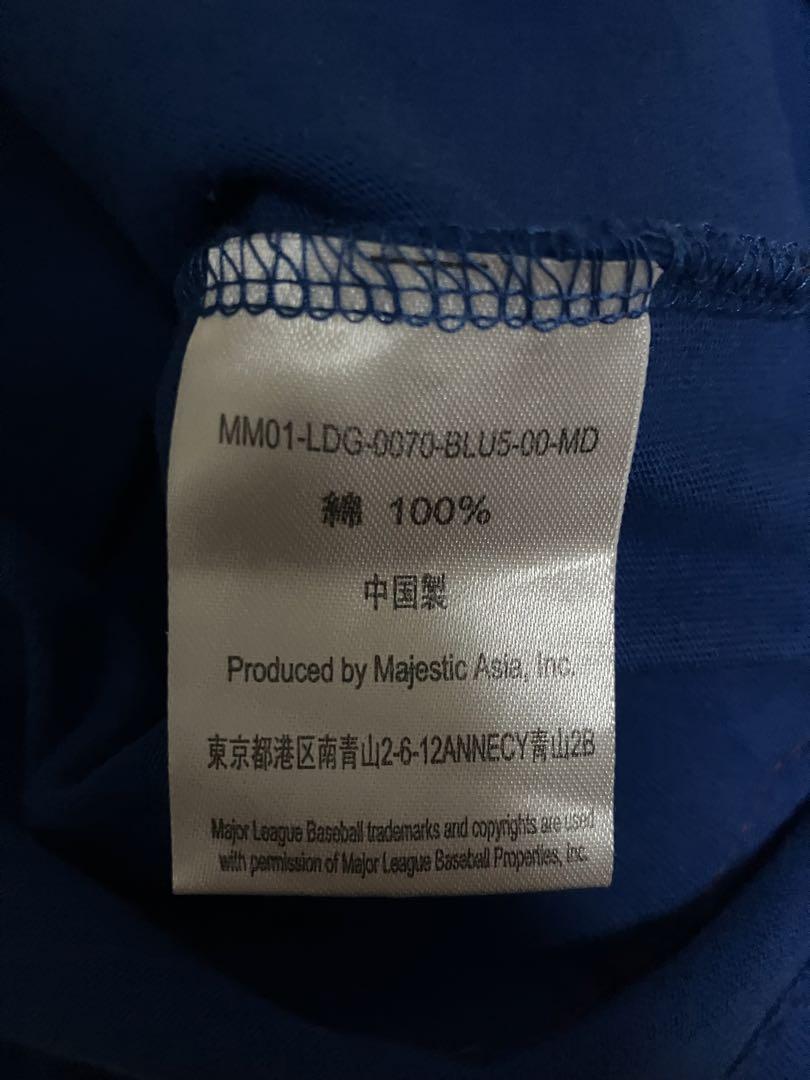 MM01-LDG-0070-BLU5-00-MD
綿 100%
中国製
Produced by Majestic Asia, Inc.
東京都港区南青山2-6-12ANNECY青山2B
Major League Baseball trademarks and copyrights are used
with permission of Major League Baseball Properties, Inc.